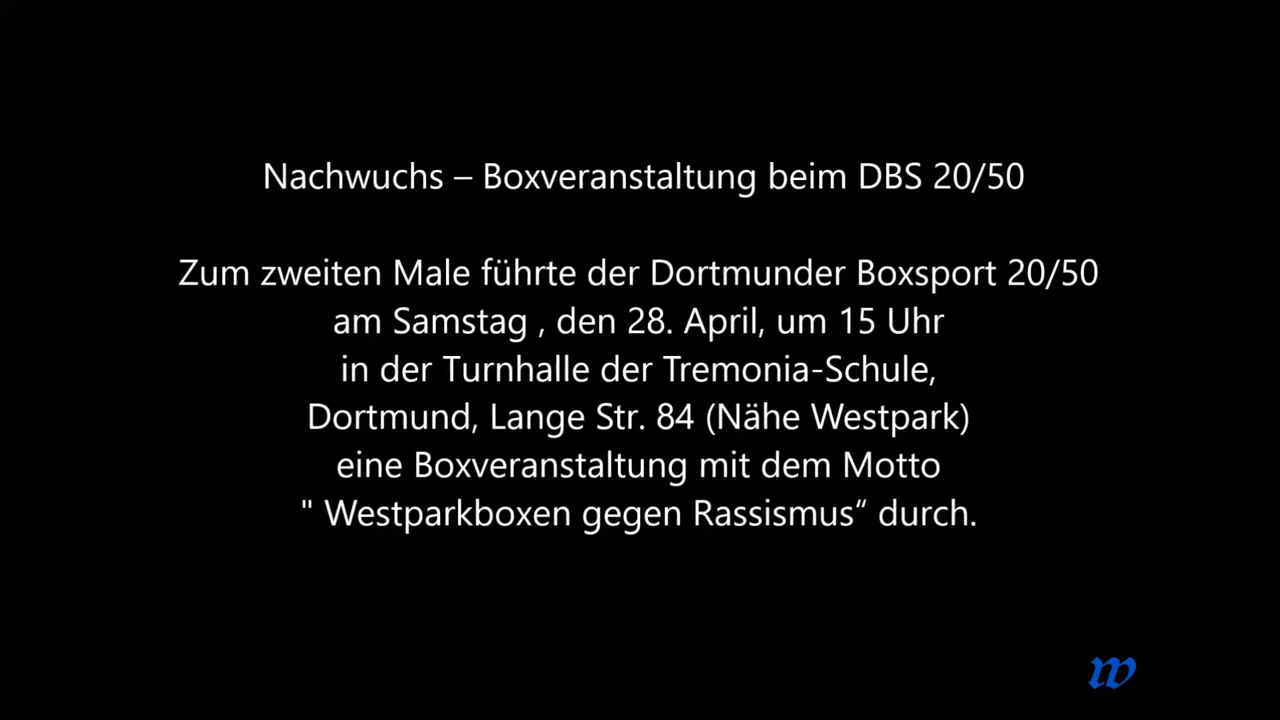 Nachwuchs – Boxveranstaltung beim DBS 20/50
Zum zweiten Male führte der Dortmunder Boxsport 20/50
am Samstag , den 28. April, um 15 Uhr
in der Turnhalle der Tremonia-Schule,
Dortmund, Lange Str. 84 (Nähe Westpark)
eine Boxveranstaltung mit dem Motto
" Westparkboxen gegen Rassismus“ durch.
w